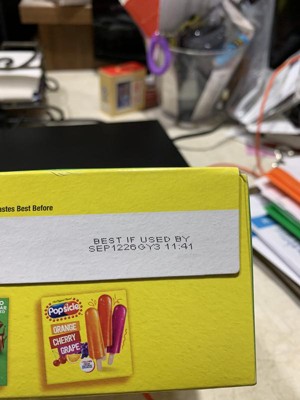 astes Best Before
BEST IF USED BY
SEP1226GY3 11:41
Popsicle
ORANGE
CHERRY
GRAPE